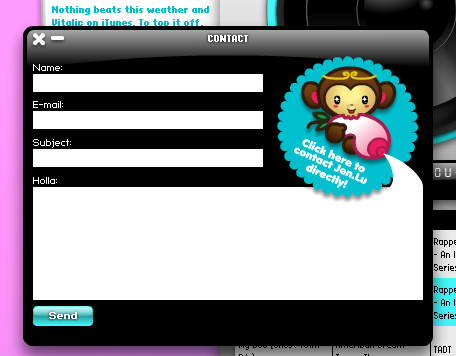 Nothing beats this weather and
Vitalic on iTunes. To top it off,
CONTACT
Name:
E-mail:
Subject:
Holla:
Click here to
contact Jen.Lu
directly!
Send
OU
Rappe
- An I
Series
Rappe
- An I
Series
TADT